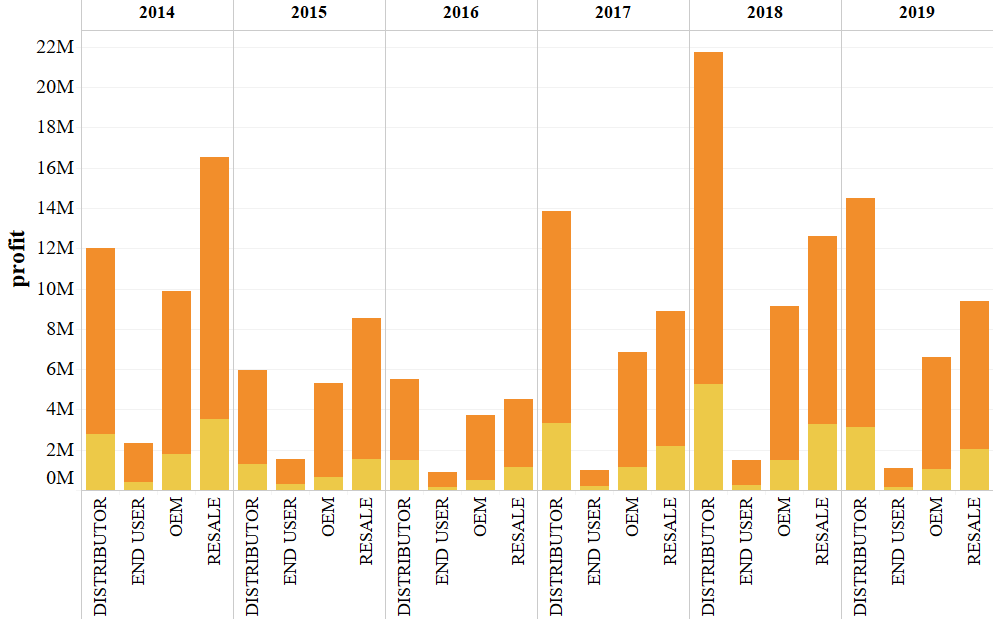 2014 2015 2016 2017 2018 2019
22M
20M
18M
16M
14M
12M
10M
8M
6M
4M
2M
0M
profit
DISTRIBUTOR END USER OEM RESALE DISTRIBUTOR END USER OEM RESALE DISTRIBUTOR END USER OEM RESALE DISTRIBUTOR END USER OEM RESALE DISTRIBUTOR END USER OEM RESALE DISTRIBUTOR END USER OEM RESALE